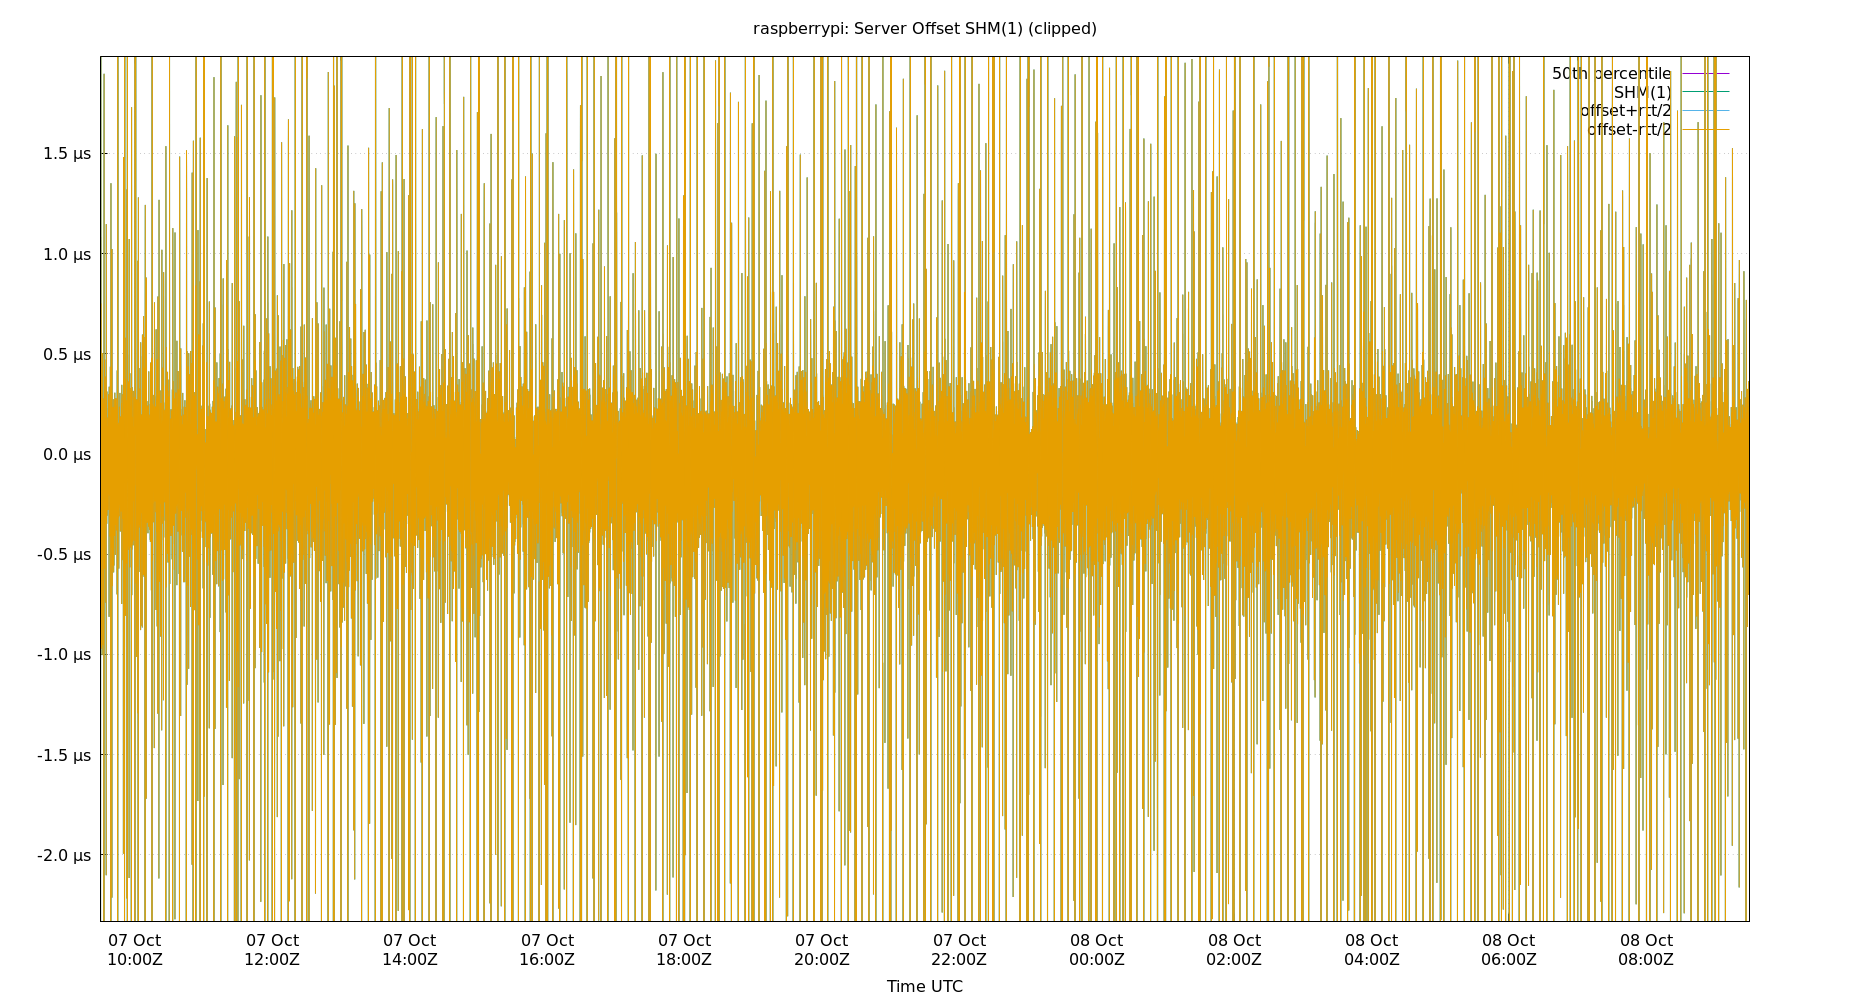 raspberrypi: Server Offset SHM(1) (clipped)
50th percentile
SHM(1)
offset+rtt/2
offset-rtt/2
1.5 µs
1.0 µs
0.5 µs
0.0 µs
-0.5 µs
-1.0 µs
-1.5 µs
-2.0 µs
07 Oct 07 Oct 07 Oct 07 Oct 07 Oct 07 Oct 07 Oct 08 Oct 08 Oct 08 Oct 08 Oct 08 Oct
10:00Z 12:00Z 14:00Z 16:00Z 18:00Z 20:00Z 22:00Z 00:00Z 02:00Z 04:00Z 06:00Z 08:00Z
Time UTC